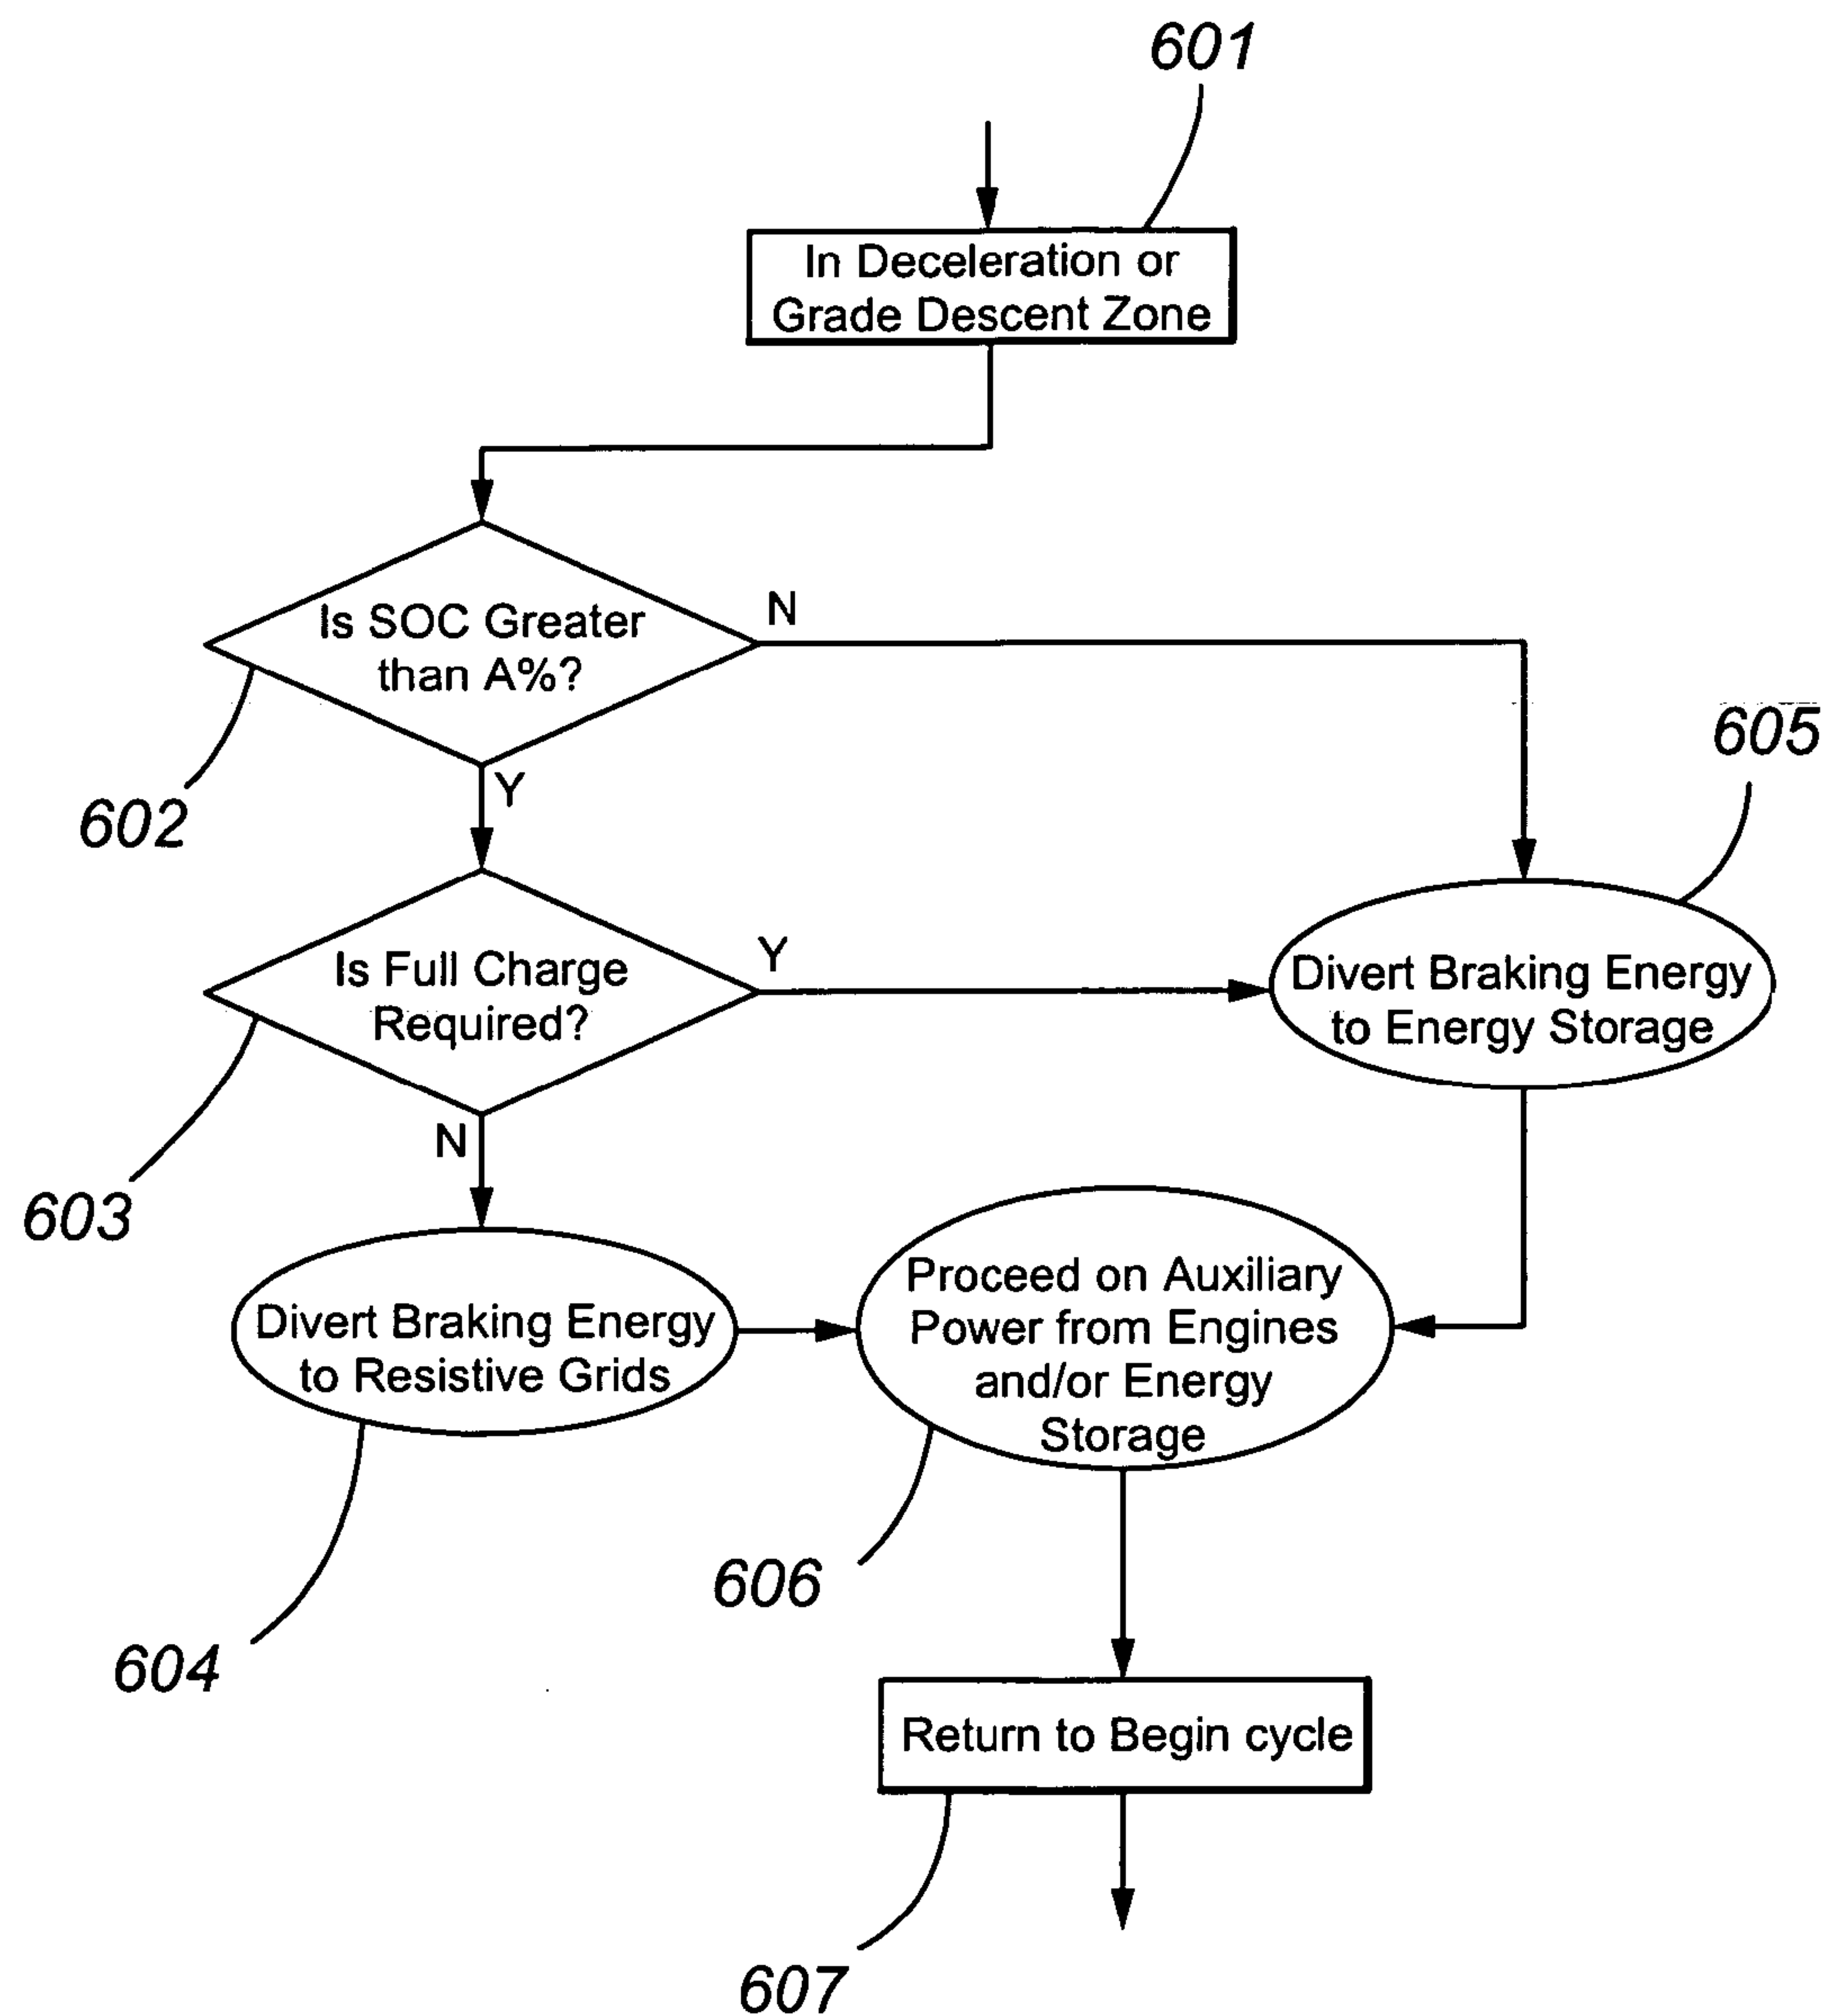 601
In Deceleration or
Grade Descent Zone
Is SOC Greater
than A%?
N
Y
602
605
Is Full Charge
Required?
Y
N
603
Divert Braking Energy
to Energy Storage
Divert Braking Energy
to Resistive Grids
604
Proceed on Auxiliary
Power from Engines
and/or Energy
Storage
606
Return to Begin cycle
607